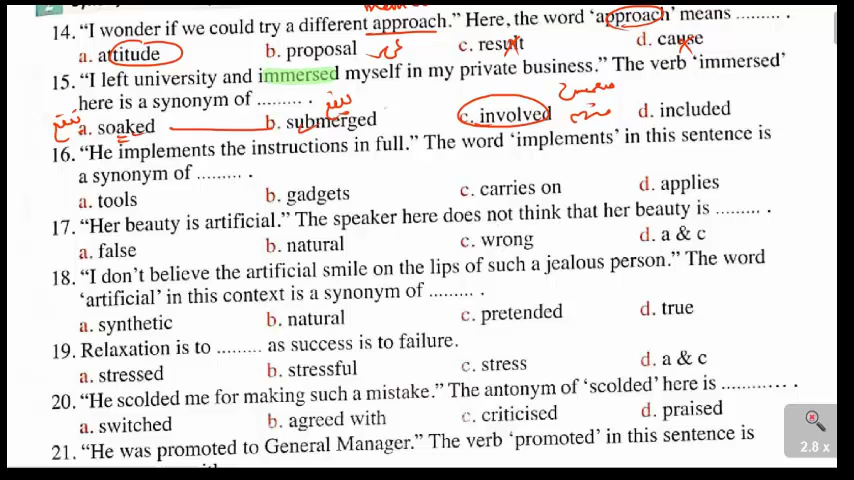 14. “I wonder if we could try a different approach.” Here, the word ‘approach’ means ......... .
a. attitude b. proposal c. result d. cause
15. “I left university and immersed myself in my private business.” The verb ‘immersed’
here is a synonym of ......... .
a. soaked b. submerged c. involved d. included
16. “He implements the instructions in full.” The word ‘implements’ in this sentence is
a synonym of ......... .
a. tools b. gadgets c. carries on d. applies
17. “Her beauty is artificial.” The speaker here does not think that her beauty is ......... .
a. false b. natural c. wrong d. a & c
18. “I don’t believe the artificial smile on the lips of such a jealous person.” The word
‘artificial’ in this context is a synonym of ......... .
a. synthetic b. natural c. pretended d. true
19. Relaxation is to ......... as success is to failure.
a. stressed b. stressful c. stress d. a & c
20. “He scolded me for making such a mistake.” The antonym of ‘scolded’ here is ............ .
a. switched b. agreed with c. criticised d. praised
21. “He was promoted to General Manager.” The verb ‘promoted’ in this sentence is
2.8 x